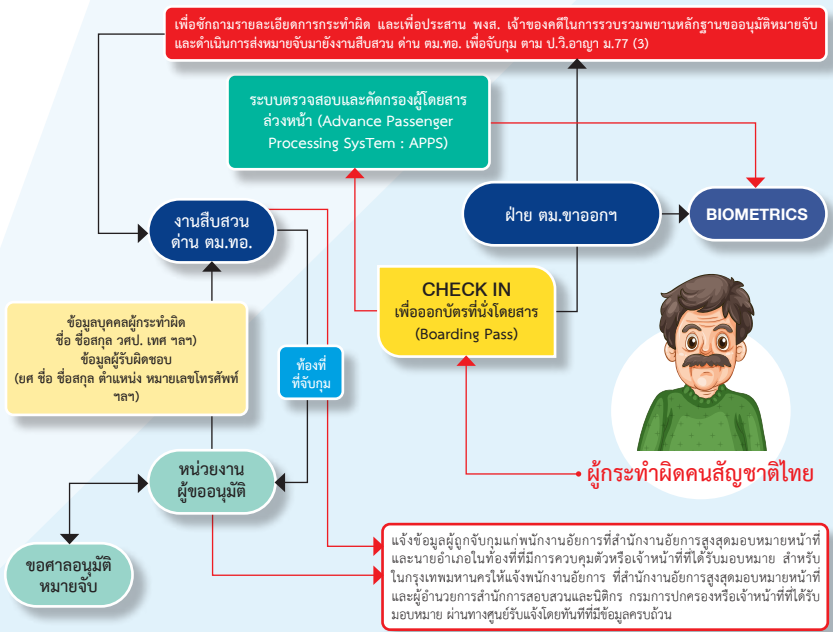 เพื่อซักถามรายละเอียดการกระทำผิด และเพื่อประสาน พงส. เจ้าของคดีในการรวบรวมพยานหลักฐานขออนุมัติหมายจับ
และดำเนินการส่งหมายจับมายังงานสืบสวน ด่าน ตม.ทอ. เพื่อจับกุม ตาม ป.วิ.อาญา ม.77 (3)
ระบบตรวจสอบและคัดกรองผู้โดยสาร
ล่วงหน้า (Advance Passenger
Processing SysTem : APPS)
งานสืบสวน
ด่าน ตม.ทอ.
ฝ่าย ตม.ขาออกฯ
BIOMETRICS
CHECK IN
เพื่อออกบัตรที่นั่งโดยสาร
(Boarding Pass)
ข้อมูลบุคคลผู้กระทำผิด
ชื่อ ชื่อสกุล วศป. เทศ ฯลฯ)
ข้อมูลผู้รับผิดชอบ
(ยศ ชื่อ ชื่อสกุล ตำแหน่ง หมายเลขโทรศัพท์
ฯลฯ)
ท้องที่
ที่จับกุม
หน่วยงาน
ผู้ขออนุมัติ
ผู้กระทำผิดคนสัญชาติไทย
ขอศาลอนุมัติ
หมายจับ
แจ้งข้อมูลผู้ถูกจับกุมแก่พนักงานอัยการที่สำนักงานอัยการสูงสุดมอบหมายหน้าที่
และนายอำเภอในท้องที่ที่มีการควบคุมตัวหรือเจ้าหน้าที่ที่ได้รับมอบหมาย สำหรับ
ในกรุงเทพมหานครให้แจ้งพนักงานอัยการ ที่สำนักงานอัยการสูงสุดมอบหมายหน้าที่
และผู้อำนวยการสำนักการสอบสวนและนิติกร กรมการปกครองหรือเจ้าหน้าที่ที่ได้รับ
มอบหมาย ผ่านทางศูนย์รับแจ้งโดยทันทีที่มีข้อมูลครบถ้วน